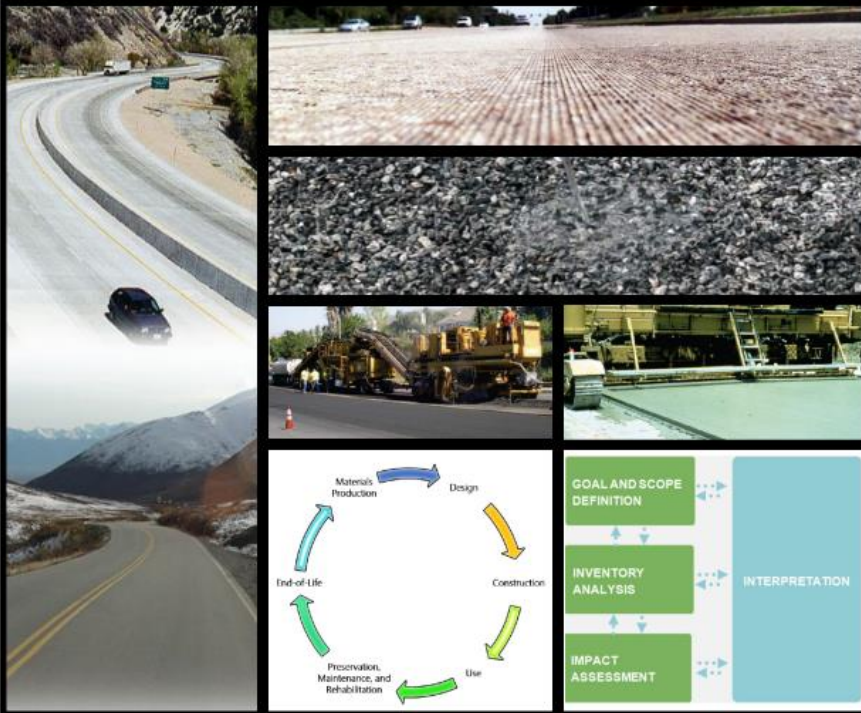 Materials
Production
Design
Construction
Use
Preservation,
Maintenance, and
Rehabilitation
End-of-Life
GOAL AND SCOPE
DEFINITION
INVENTORY
ANALYSIS
IMPACT
ASSESSMENT
INTERPRETATION